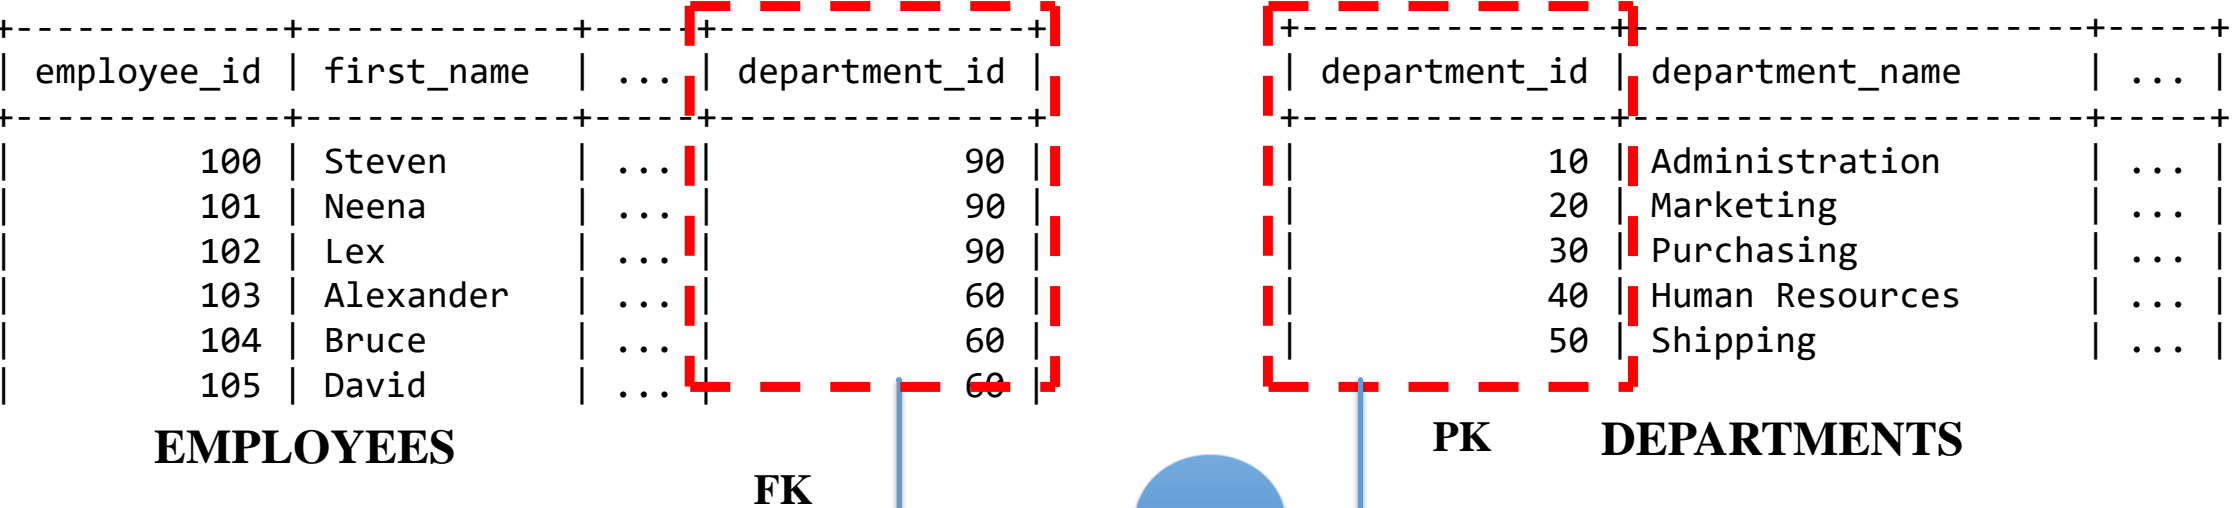 +--------------+-------------+-----+----------------+
| employee_id | first_name | ... | department_id |
+--------------+-------------+-----+----------------+
| 100 | Steven | ... | 90 |
| 101 | Neena | ... | 90 |
| 102 | Lex | ... | 90 |
| 103 | Alexander | ... | 60 |
| 104 | Bruce | ... | 60 |
| 105 | David | ... | 60 |
EMPLOYEES
FK
+----------------+----------------------+-----+
| department_id | department_name | ... |
+----------------+----------------------+-----+
| 10 | Administration | ... |
| 20 | Marketing | ... |
| 30 | Purchasing | ... |
| 40 | Human Resources | ... |
| 50 | Shipping | ... |
PK
DEPARTMENTS